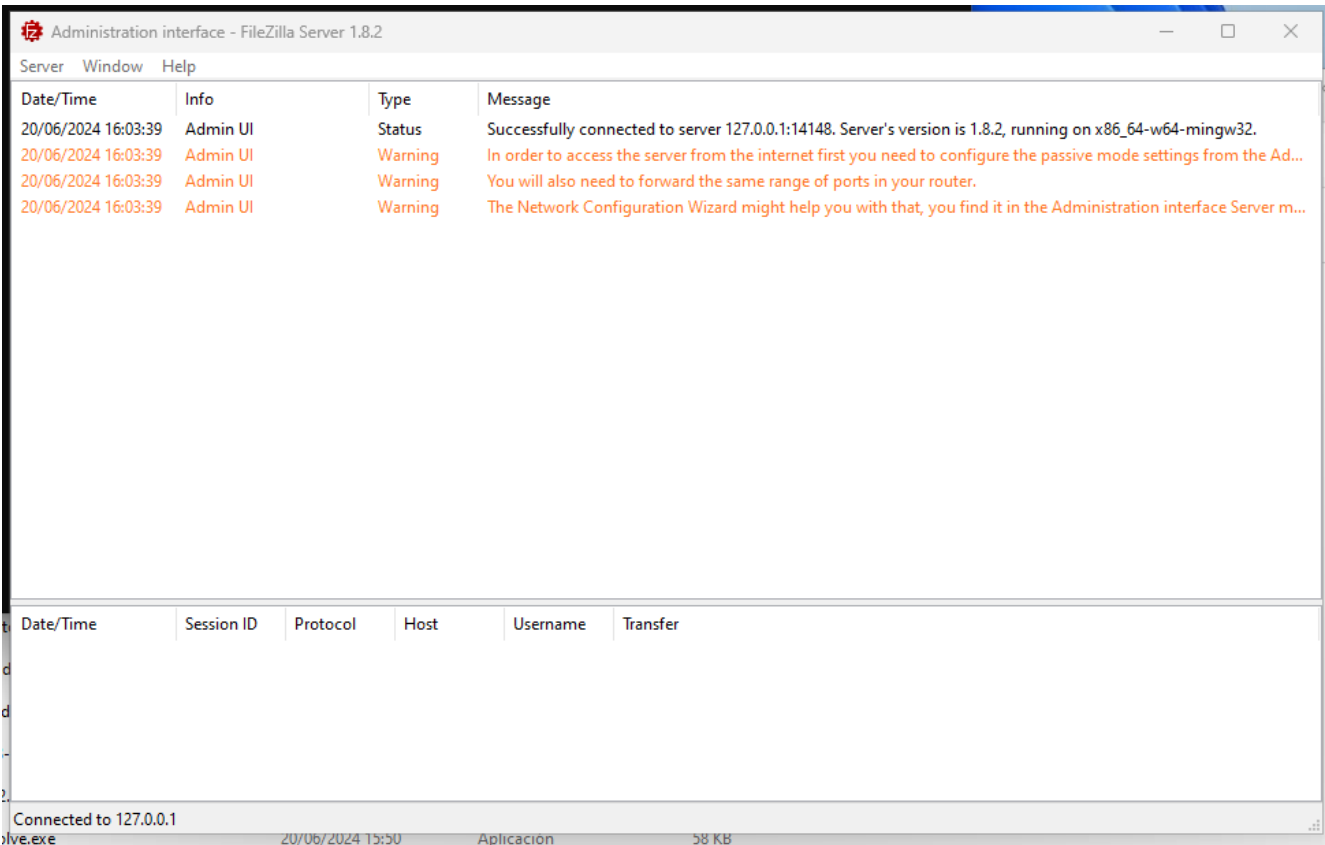 Administration interface - FileZilla Server 1.8.2
Server Window Help
Date/Time Info Type Message
20/06/2024 16:03:39 Admin UI Status Successfully connected to server 127.0.0.1:14148. Server's version is 1.8.2, running on x86_64-w64-mingw32.
20/06/2024 16:03:39 Admin UI Warning In order to access the server from the internet first you need to configure the passive mode settings from the Ad...
20/06/2024 16:03:39 Admin UI Warning You will also need to forward the same range of ports in your router.
20/06/2024 16:03:39 Admin UI Warning The Network Configuration Wizard might help you with that, you find it in the Administration interface Server m...
Date/Time Session ID Protocol Host Username Transfer
Connected to 127.0.0.1
olve.exe 20/06/2024 15:50 Aplicación 58 KB